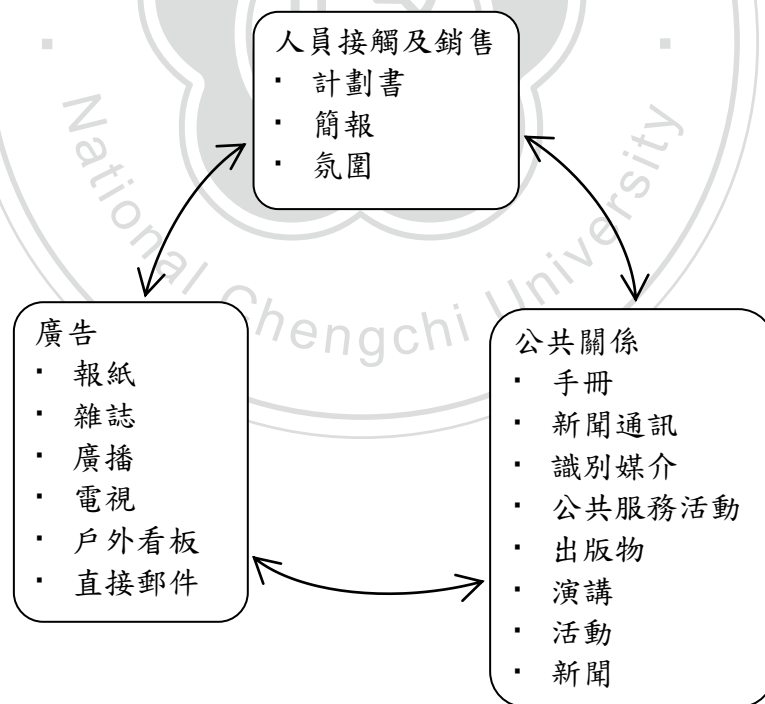 人員接觸及銷售
▪ 計劃書
▪ 簡報
▪ 氛圍
廣告
▪ 報紙
▪ 雜誌
▪ 廣播
▪ 電視
▪ 戶外看板
▪ 直接郵件
公共關係
▪ 手冊
▪ 新聞通訊
▪ 識別媒介
▪ 公共服務活動
▪ 出版物
▪ 演講
▪ 活動
▪ 新聞
National Chengchi University